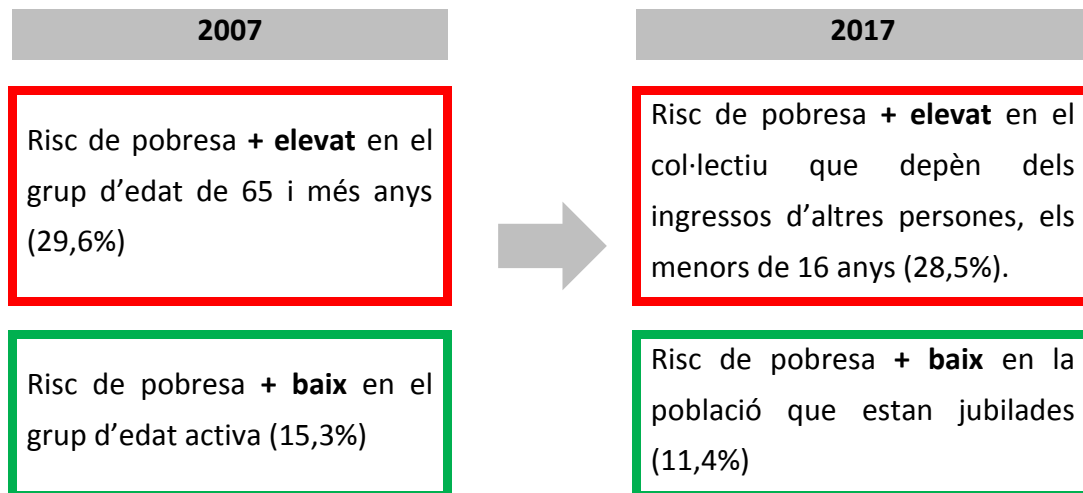 2007
Risc de pobresa + elevat en el
grup d’edat de 65 i més anys
(29,6%)
Risc de pobresa + baix en el
grup d’edat activa (15,3%)
2017
Risc de pobresa + elevat en el
col·lectiu que depèn dels
ingressos d’altres persones, els
menors de 16 anys (28,5%).
Risc de pobresa + baix en la
població que estan jubilades
(11,4%)